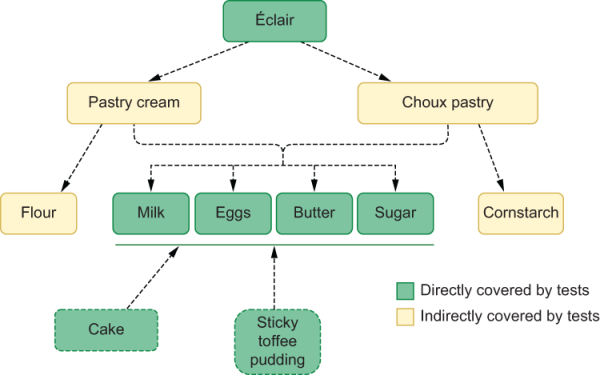 Éclair
Pastry cream
Choux pastry
Flour
Milk
Eggs
Butter
Sugar
Cornstarch
Cake
Sticky
toffee
pudding
Directly covered by tests
Indirectly covered by tests